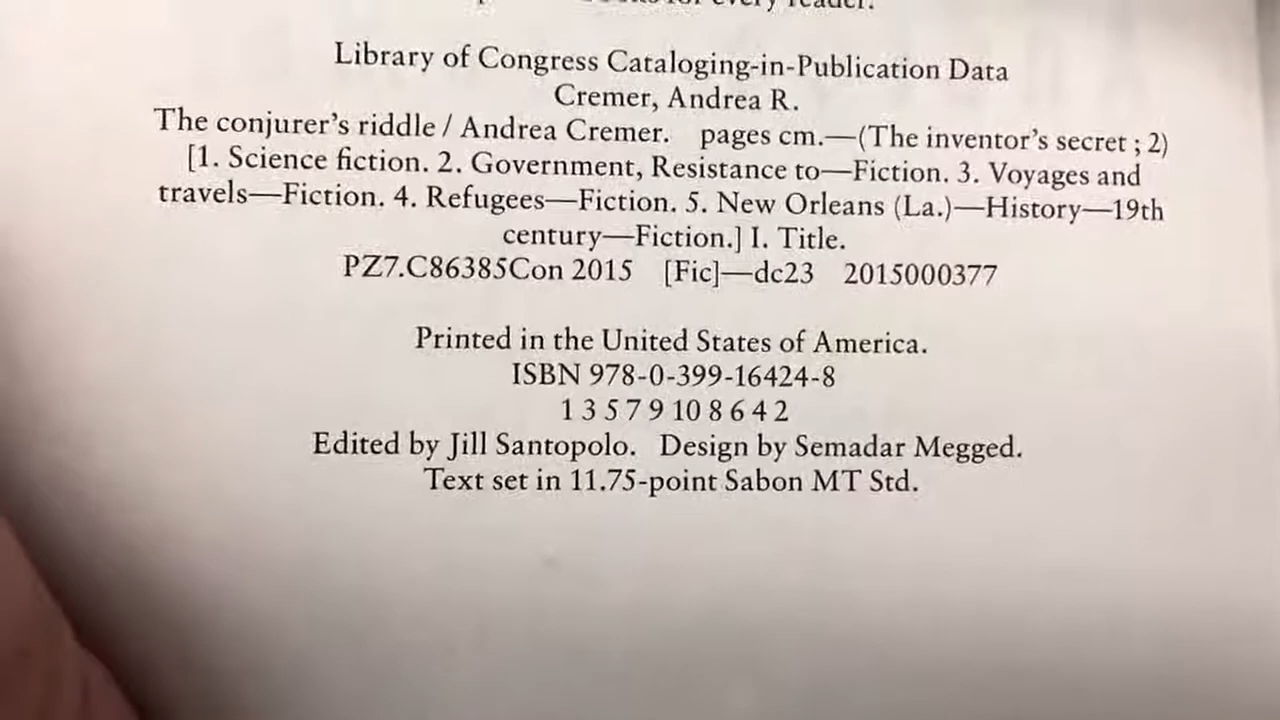 for every reader.
Library of Congress Cataloging-in-Publication Data
Cremer, Andrea R.
The conjurer's riddle / Andrea Cremer. pages cm.—(The inventor's secret ; 2)
[1. Science fiction. 2. Government, Resistance to—Fiction. 3. Voyages and
travels—Fiction. 4. Refugees—Fiction. 5. New Orleans (La.)—History—19th
century—Fiction.] I. Title.
PZ7.C86385Con 2015 [Fic]—dc23 2015000377
Printed in the United States of America.
ISBN 978-0-399-16424-8
1 3 5 7 9 10 8 6 4 2
Edited by Jill Santopolo. Design by Semadar Megged.
Text set in 11.75-point Sabon MT Std.